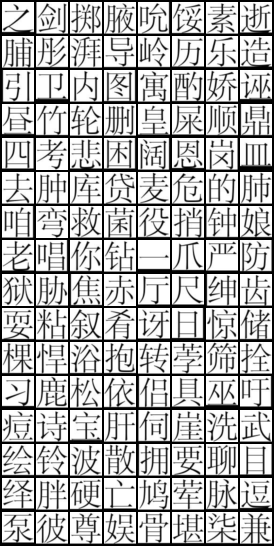 之剑掷腋吮馁素逝
脯彤湃导岭历乐造
引卫内图寓酌娇诬
昼竹轮删皇屎顺鼎
四考悲困阔恩岗皿
去肿库贷麦危的肺
咱弯救菌役捎钟娘
老唱你钻一爪严防
狱胁焦赤厅尺绅齿
耍粘叙肴讶日惊储
棵悍浴抱转荸筛拴
习鹿松依侣具巫吁
痘诗宝肝伺崖洗武
绘铃波散拥要聊目
绎胖硬亡鸠荤脉逗
泵彼尊娱骨堪柒兼